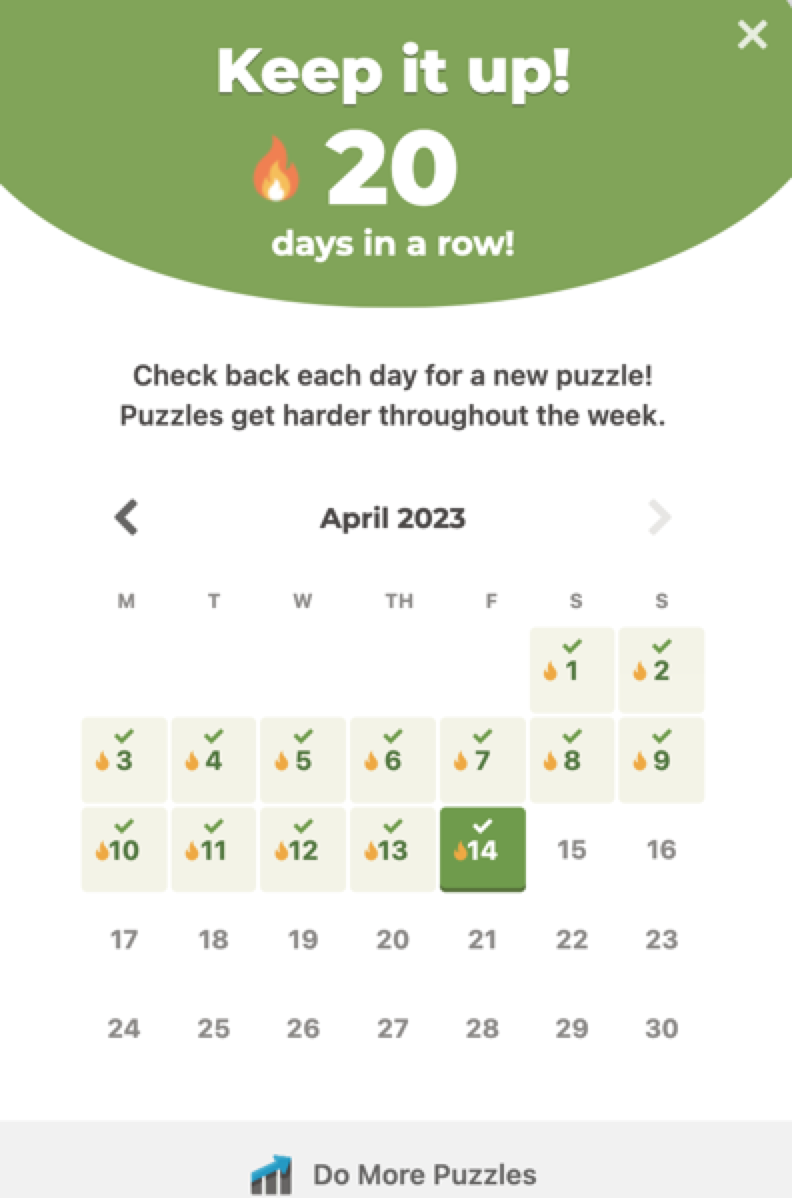 Keep it up!
20
days in a row!
Check back each day for a new puzzle!
Puzzles get harder throughout the week.
April 2023
M T W TH F S S
1 2
3 4 5 6 7 8 9
10 11 12 13 14 15 16
17 18 19 20 21 22 23
24 25 26 27 28 29 30
Do More Puzzles